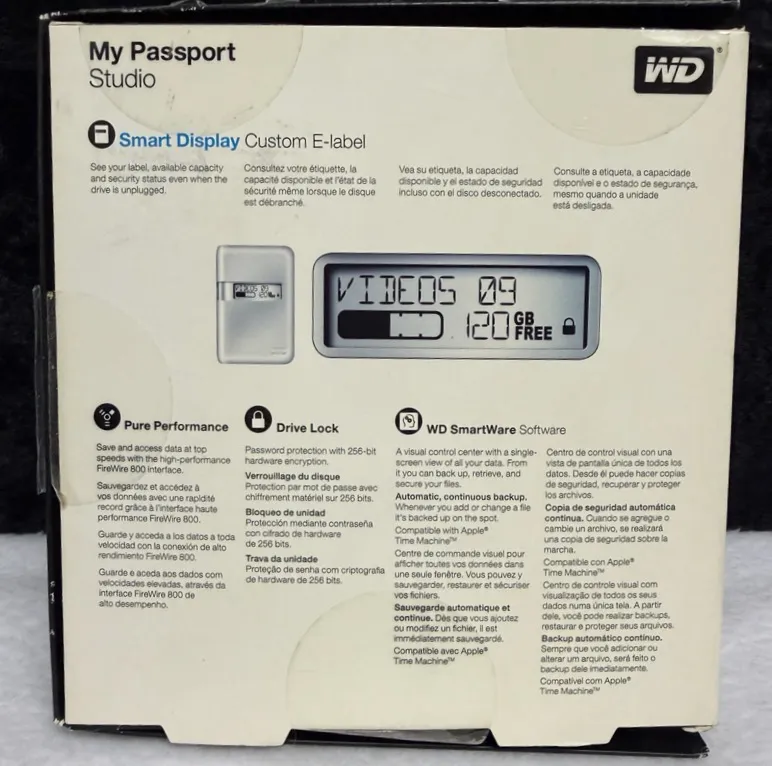 My Passport
Studio
WD
Smart Display Custom E-label
See your label, available capacity
and security status even when the
drive is unplugged.
Consultez votre étiquette, la
capacité disponible et l'état de la
sécurité même lorsque le disque
est débranché.
Vea su etiqueta, la capacidad
disponible y el estado de seguridad
incluso con el disco desconectado.
Consulte a etiqueta, a capacidade
disponível e o estado de segurança,
mesmo quando a unidade
está desligada.
VIDEOS 09
120
VIDEOS 09
120 GB
FREE
Pure Performance
Save and access data at top
speeds with the high-performance
FireWire 800 interface.
Sauvegardez et accédez à
vos données avec une rapidité
record grâce à l'interface haute
performance FireWire 800.
Guarde y acceda a los datos a toda
velocidad con la conexión de alto
rendimiento FireWire 800.
Guarde e aceda aos dados com
velocidades elevadas, através da
interface FireWire 800 de
alto desempenho.
Drive Lock
Password protection with 256-bit
hardware encryption.
Verrouillage du disque
Protection par mot de passe avec
chiffrement matériel sur 256 bits.
Bloqueo de unidad
Protección mediante contraseña
con cifrado de hardware
de 256 bits.
Trava da unidade
Proteção de senha com criptografia
de hardware de 256 bits.
WD SmartWare Software
A visual control center with a single-
screen view of all your data. From
it you can back up, retrieve, and
secure your files.
Automatic, continuous backup.
Whenever you add or change a file
it's backed up on the spot.
Compatible with Apple®
Time Machine™
Centre de commande visuel pour
afficher toutes vos données dans
une seule fenêtre. Vous pouvez y
sauvegarder, restaurer et sécuriser
vos fichiers.
Sauvegarde automatique et
continue. Dès que vous ajoutez
ou modifiez un fichier, il est
immédiatement sauvegardé.
Compatible avec Apple®
Time Machine™
Centro de control visual con una
vista de pantalla única de todos los
datos. Desde él puede hacer copias
de seguridad, recuperar y proteger
los archivos.
Copia de seguridad automática
continua. Cuando se agregue o
cambie un archivo, se realizará
una copia de seguridad sobre la
marcha.
Compatible con Apple®
Time Machine™
Centro de controle visual com
visualização de todos os seus
dados numa única tela. A partir
dele, você pode realizar backups,
restaurar e proteger seus arquivos.
Backup automático contínuo.
Sempre que você adicionar ou
alterar um arquivo, será feito o
backup dele imediatamente.
Compatível com Apple®
Time Machine™